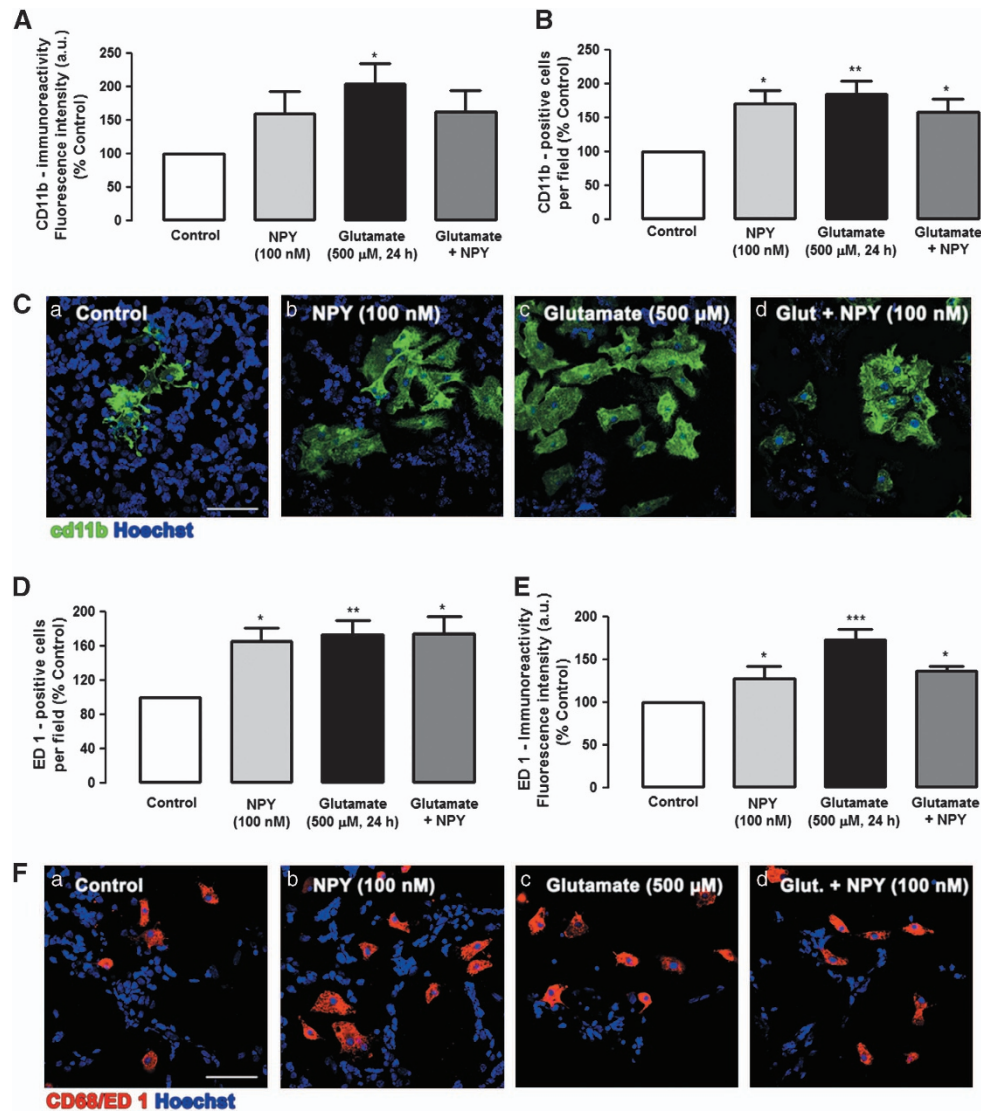 A
CD11b - immunoreactivity
Fluorescence intensity (a.u.)
(% Control)
250
200
150
100
50
0
*
Control
NPY
(100 nM)
Glutamate
(500 µM, 24 h)
Glutamate
+ NPY
B
CD11b - positive cells
per field (% Control)
250
200
150
100
50
0
*
**
*
Control
NPY
(100 nM)
Glutamate
(500 µM, 24 h)
Glutamate
+ NPY
C
a Control
b NPY (100 nM)
c Glutamate (500 µM)
d Glut + NPY (100 nM)
cd11b Hoechst
D
ED 1 - positive cells
per field (% Control)
200
160
120
80
40
0
*
**
*
Control
NPY
(100 nM)
Glutamate
(500 µM, 24 h)
Glutamate
+ NPY
E
ED 1 - Immunoreactivity
Fluorescence intensity (a.u.)
(% Control)
200
150
100
50
0
*
***
*
Control
NPY
(100 nM)
Glutamate
(500 µM, 24 h)
Glutamate
+ NPY
F
a Control
b NPY (100 nM)
c Glutamate (500 µM)
d Glut. + NPY (100 nM)
CD68/ED 1 Hoechst